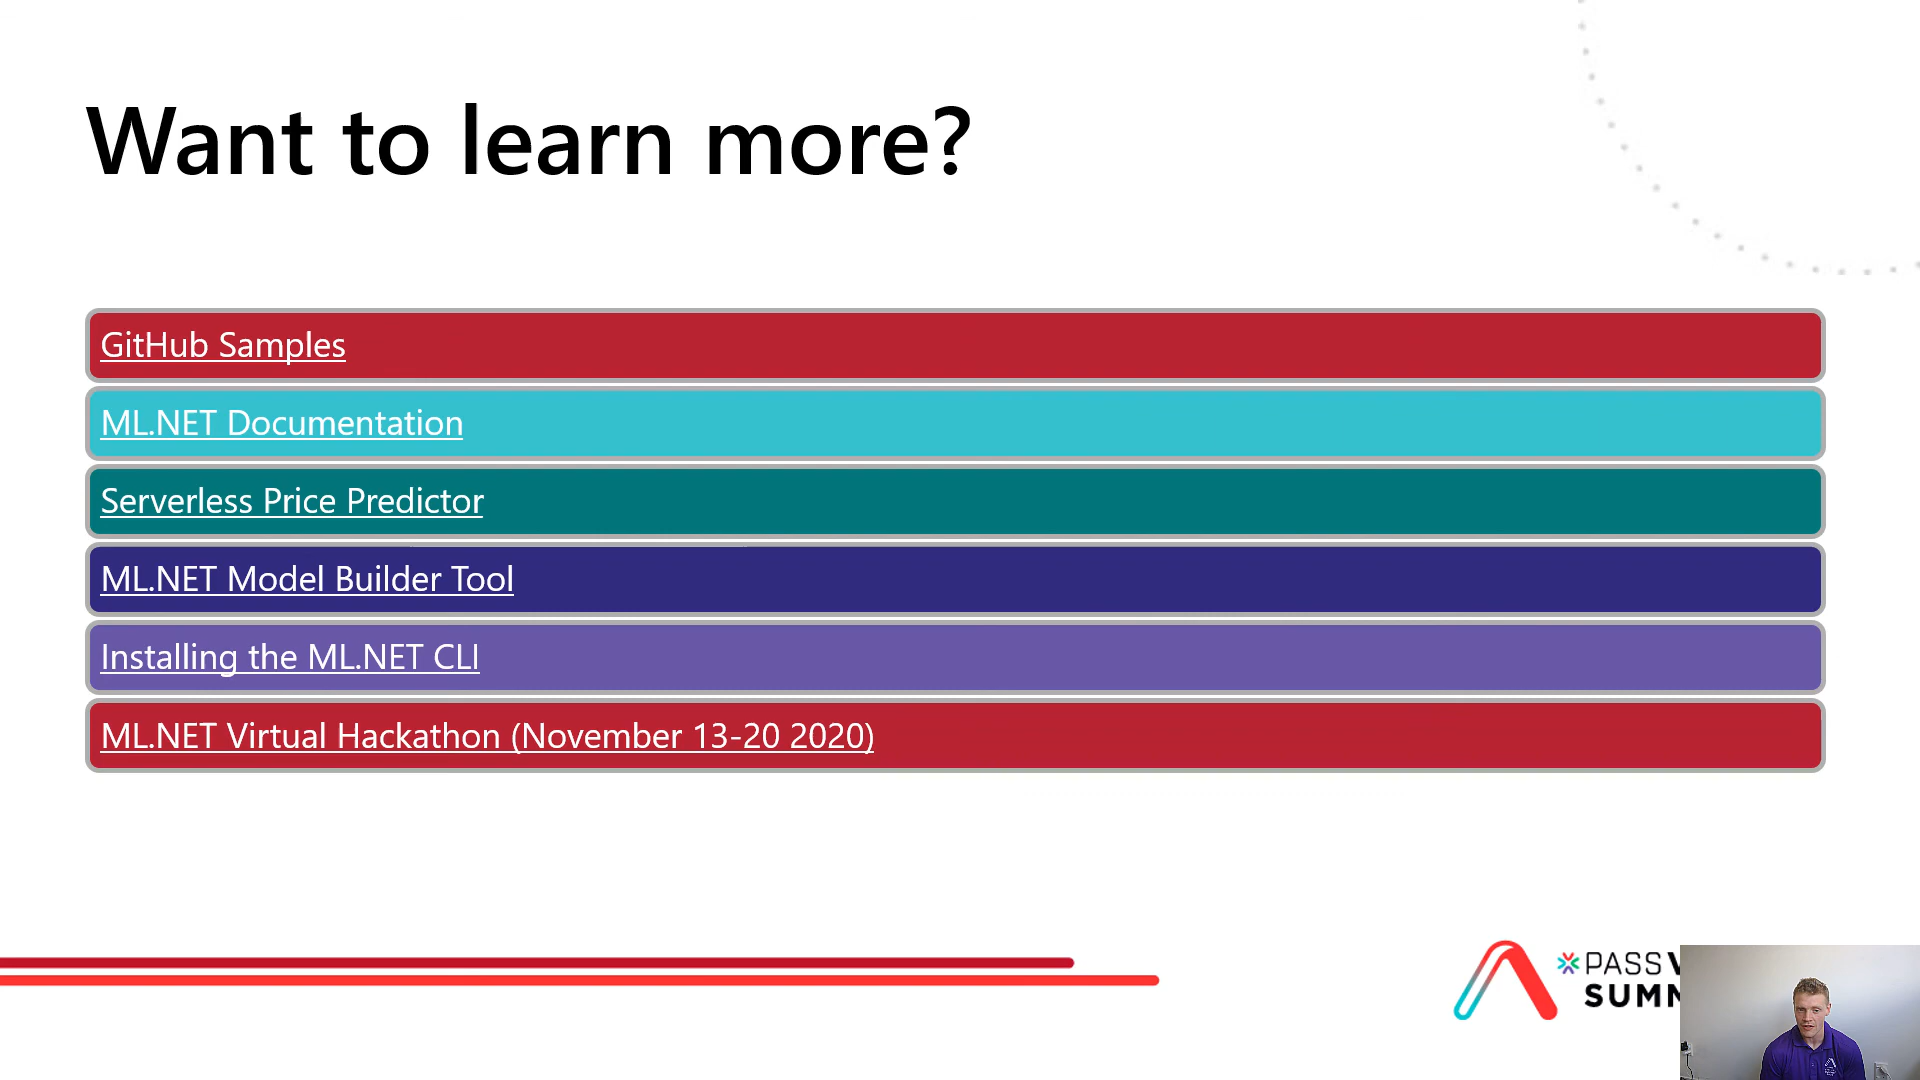 Want to learn more?
GitHub Samples
ML.NET Documentation
Serverless Price Predictor
ML.NET Model Builder Tool
Installing the ML.NET CLI
ML.NET Virtual Hackathon (November 13-20 2020)
PASS